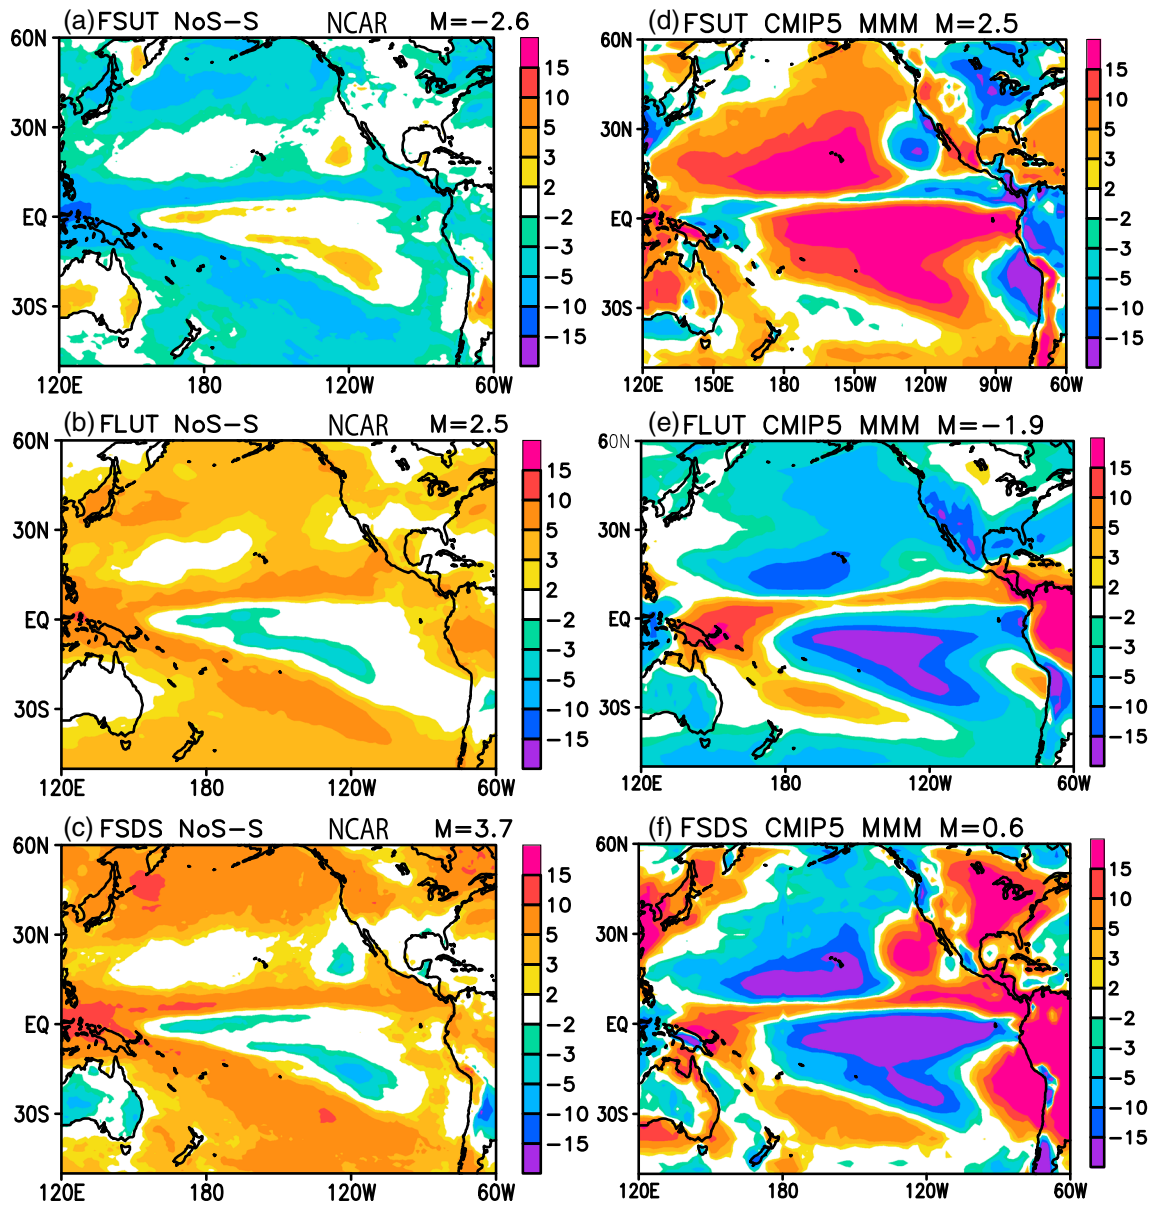 (a) FSUT NoS-S NCAR M=-2.6
60N
30N
EQ
30S
120E 180 120W 60W
15
10
5
3
2
-2
-3
-5
-10
-15
(d) FSUT CMIP5 MMM M=2.5
60N
30N
EQ
30S
120E 150E 180 150W 120W 90W 60W
15
10
5
3
2
-2
-3
-5
-10
-15
(b) FLUT NoS-S NCAR M=2.5
60N
30N
EQ
30S
120E 180 120W 60W
15
10
5
3
2
-2
-3
-5
-10
-15
(e) FLUT CMIP5 MMM M=-1.9
60N
30N
EQ
30S
120E 180 120W 60W
15
10
5
3
2
-2
-3
-5
-10
-15
(c) FSDS NoS-S NCAR M=3.7
60N
30N
EQ
30S
120E 180 120W 60W
15
10
5
3
2
-2
-3
-5
-10
-15
(f) FSDS CMIP5 MMM M=0.6
60N
30N
EQ
30S
120E 180 120W 60W
15
10
5
3
2
-2
-3
-5
-10
-15